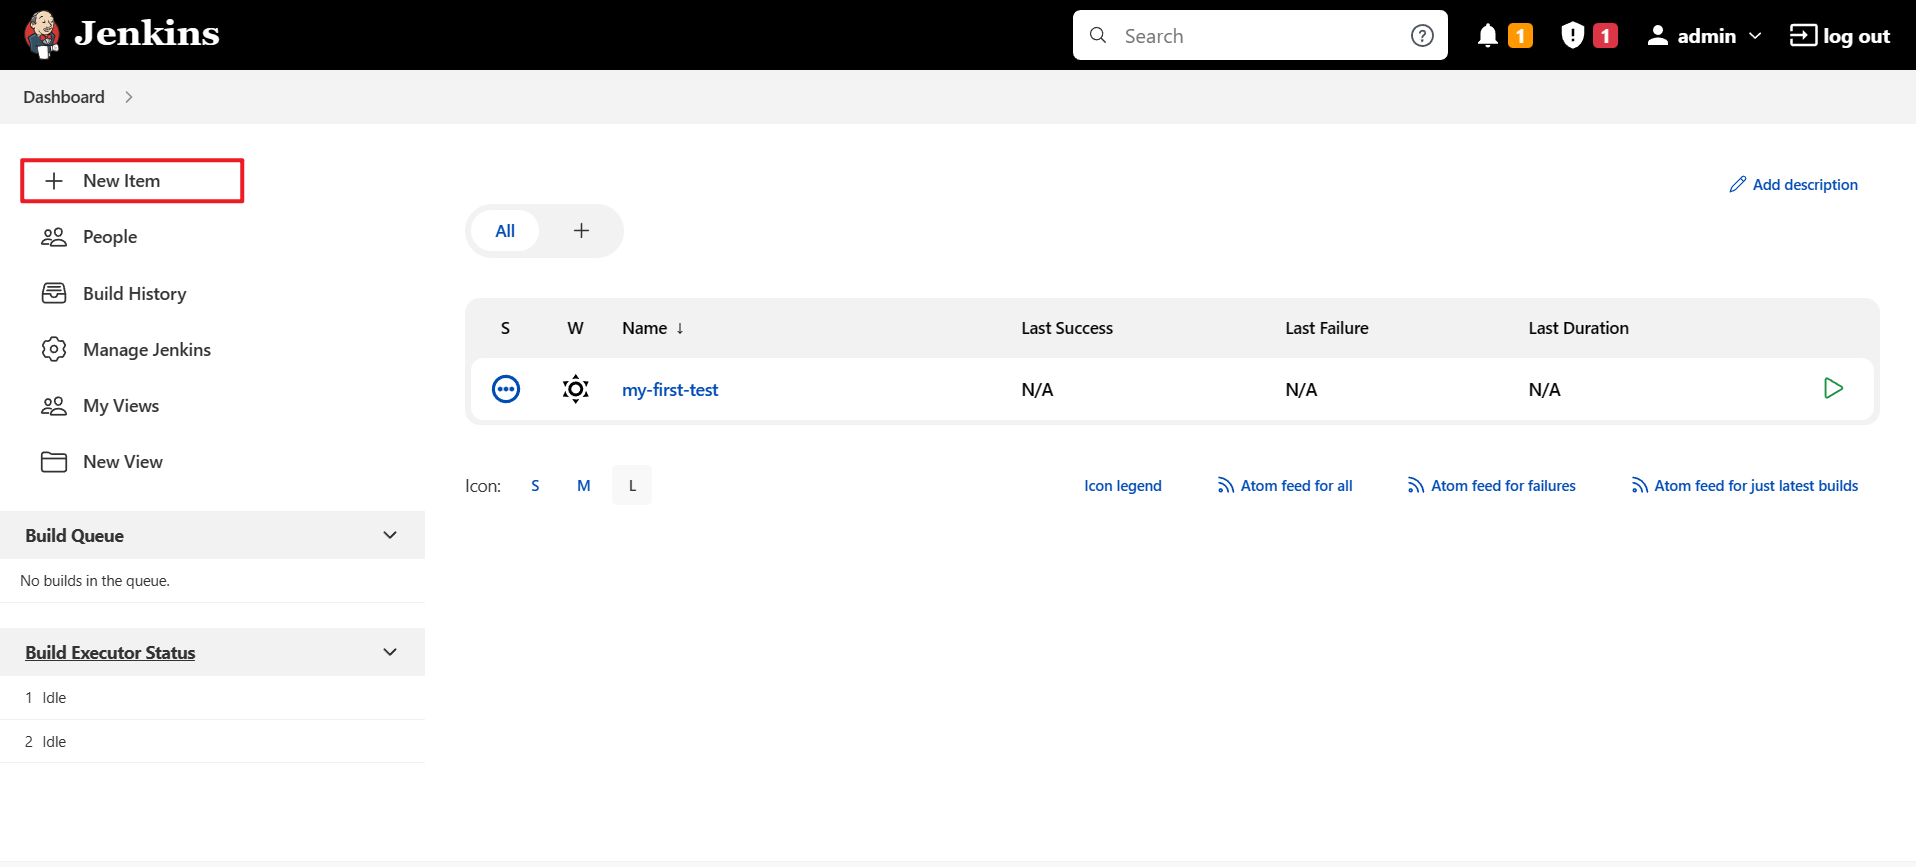 Jenkins
Search
1
1
admin
log out
Dashboard
New Item
People
Build History
Manage Jenkins
My Views
New View
Build Queue
No builds in the queue.
Build Executor Status
1 Idle
2 Idle
Add description
All
S W Name ↓ Last Success Last Failure Last Duration
my-first-test N/A N/A N/A
Icon: S M L
Icon legend
Atom feed for all
Atom feed for failures
Atom feed for just latest builds